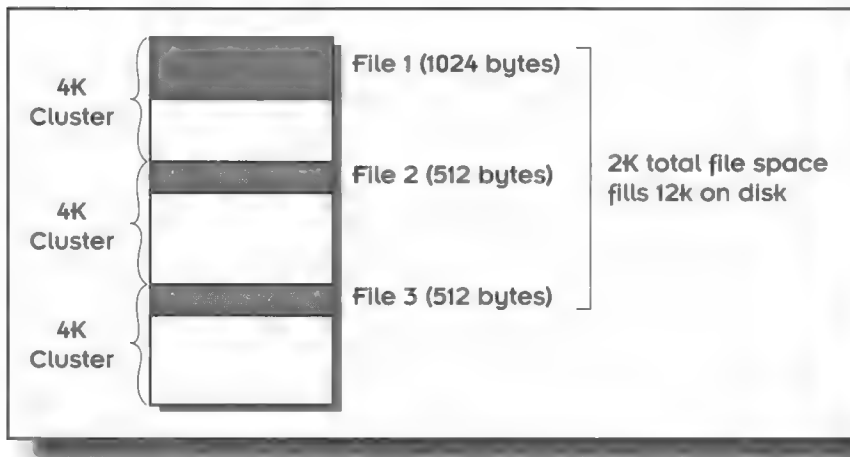 4K
Cluster
File 1 (1024 bytes)
4K
Cluster
File 2 (512 bytes)
2K total file space
fills 12k on disk
4K
Cluster
File 3 (512 bytes)